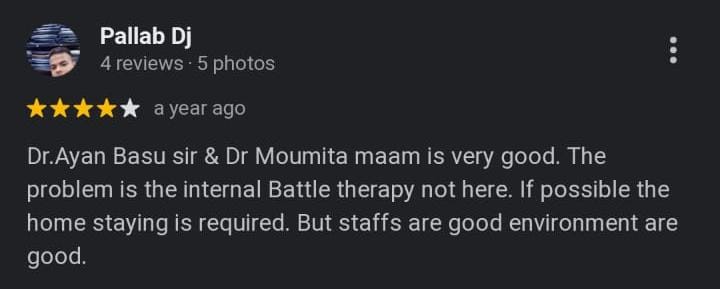 Pallab Dj
4 reviews · 5 photos
a year ago
Dr.Ayan Basu sir & Dr Moumita maam is very good. The
problem is the internal Battle therapy not here. If possible the
home staying is required. But staffs are good environment are
good.